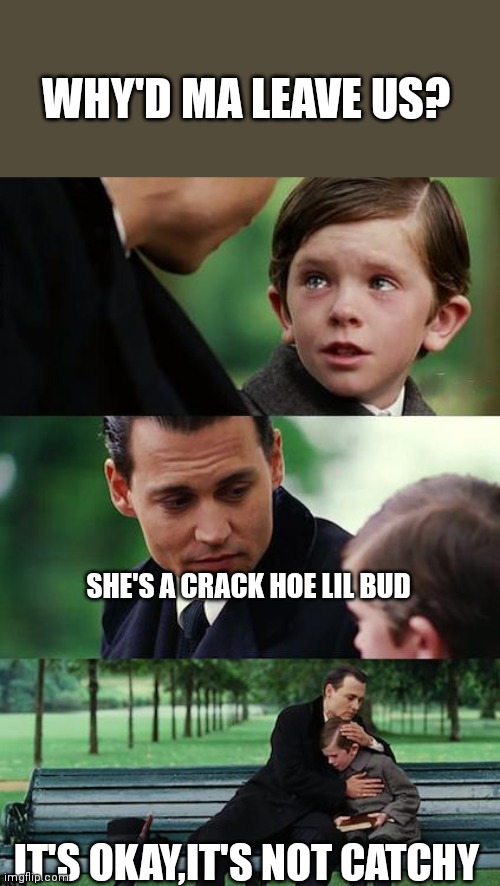 WHY'D MA LEAVE US?
SHE'S A CRACK HOE LIL BUD
IT'S OKAY,IT'S NOT CATCHY
imgflip.com